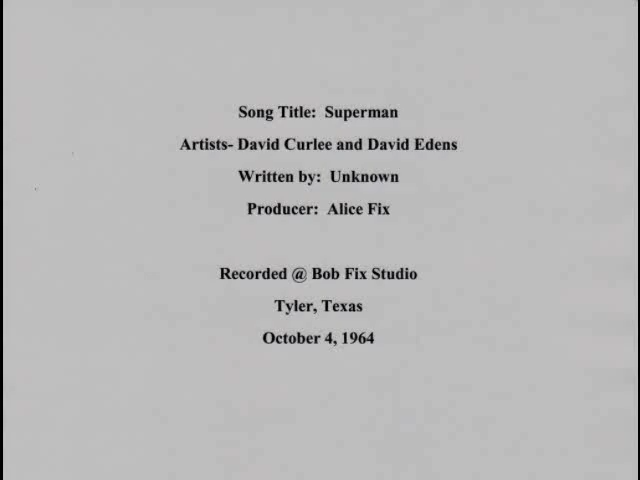 Song Title: Superman
Artists- David Curlee and David Edens
Written by: Unknown
Producer: Alice Fix
Recorded @ Bob Fix Studio
Tyler, Texas
October 4, 1964